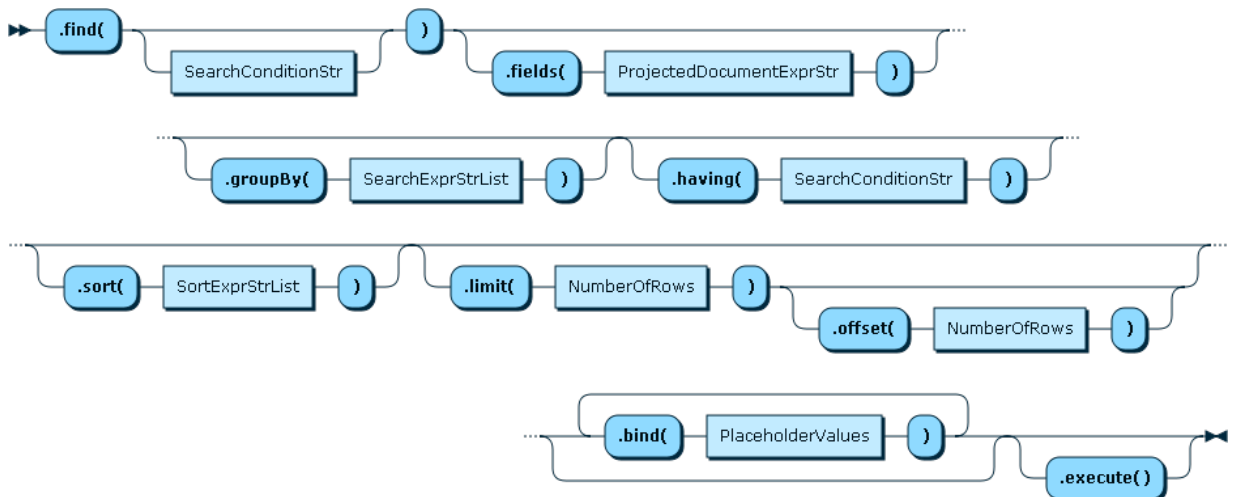 .find( SearchConditionStr ) .fields( ProjectedDocumentExprStr )
.groupBy( SearchExprStrList ) .having( SearchConditionStr )
.sort( SortExprStrList ) .limit( NumberOfRows ) .offset( NumberOfRows )
.bind( PlaceholderValues ) .execute()